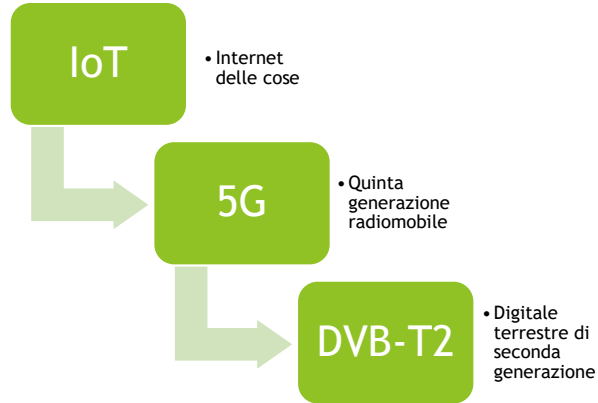 IoT
• Internet
delle cose
5G
• Quinta
generazione
radiomobile
DVB-T2
• Digitale
terrestre di
seconda
generazione